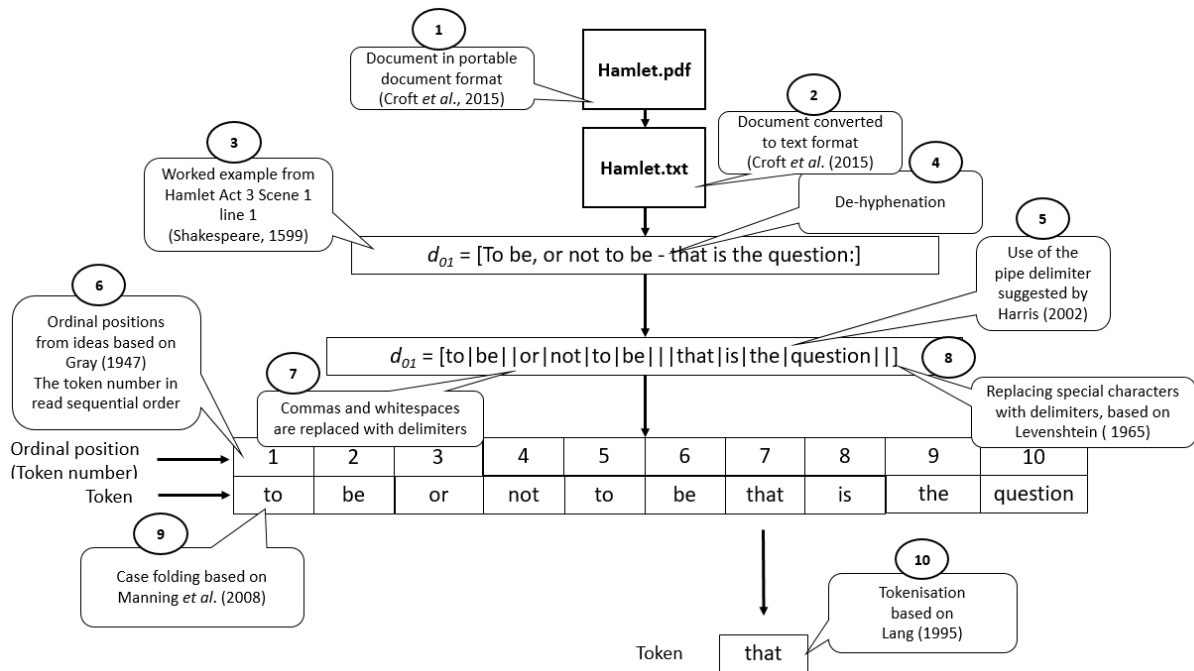 1
Document in portable
document format
(Croft et al., 2015)
Hamlet.pdf
2
Document converted
to text format
(Croft et al. (2015)
Hamlet.txt
3
Worked example from
Hamlet Act 3 Scene 1
line 1
(Shakespeare, 1599)
4
De-hyphenation
d01 = [To be, or not to be - that is the question:]
5
Use of the
pipe delimiter
suggested by
Harris (2002)
6
Ordinal positions
from ideas based on
Gray (1947)
The token number in
read sequential order
d01 = [to|be||or|not|to|be|||that|is|the|question||]
7
Commas and whitespaces
are replaced with delimiters
8
Replacing special characters
with delimiters, based on
Levenshtein ( 1965)
Ordinal position
(Token number)
1 2 3 4 5 6 7 8 9 10
Token
to be or not to be that is the question
9
Case folding based on
Manning et al. (2008)
10
Tokenisation
based on
Lang (1995)
Token
that